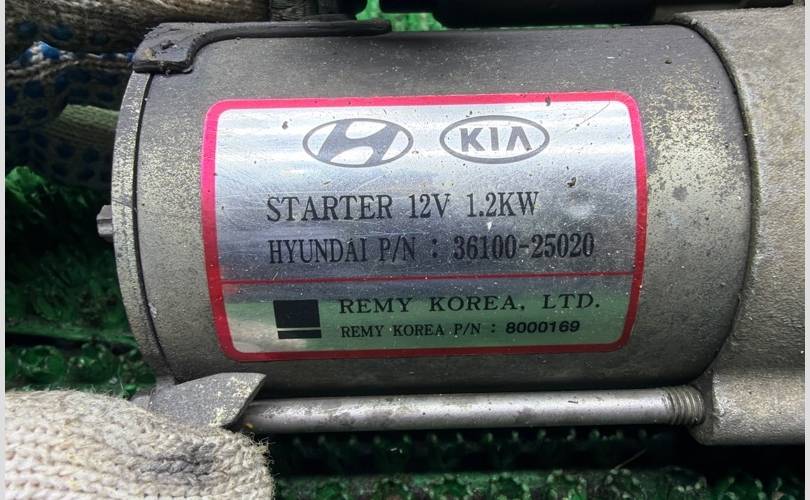 KIA
STARTER 12V 1.2KW
HYUNDAI P/N : 36100-25020
REMY KOREA, LTD.
REMY KOREA P/N : 8000169